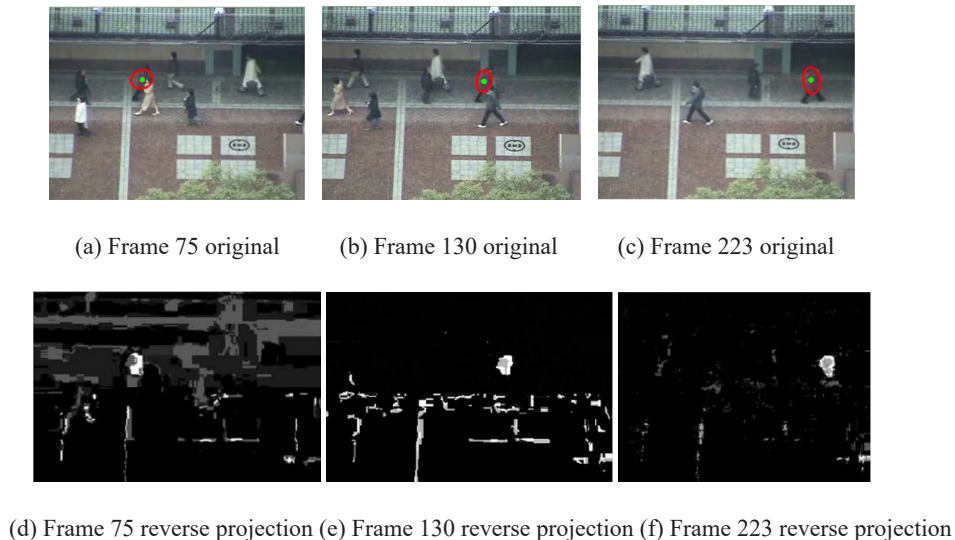 (a) Frame 75 original
(b) Frame 130 original
(c) Frame 223 original
(d) Frame 75 reverse projection (e) Frame 130 reverse projection (f) Frame 223 reverse projection